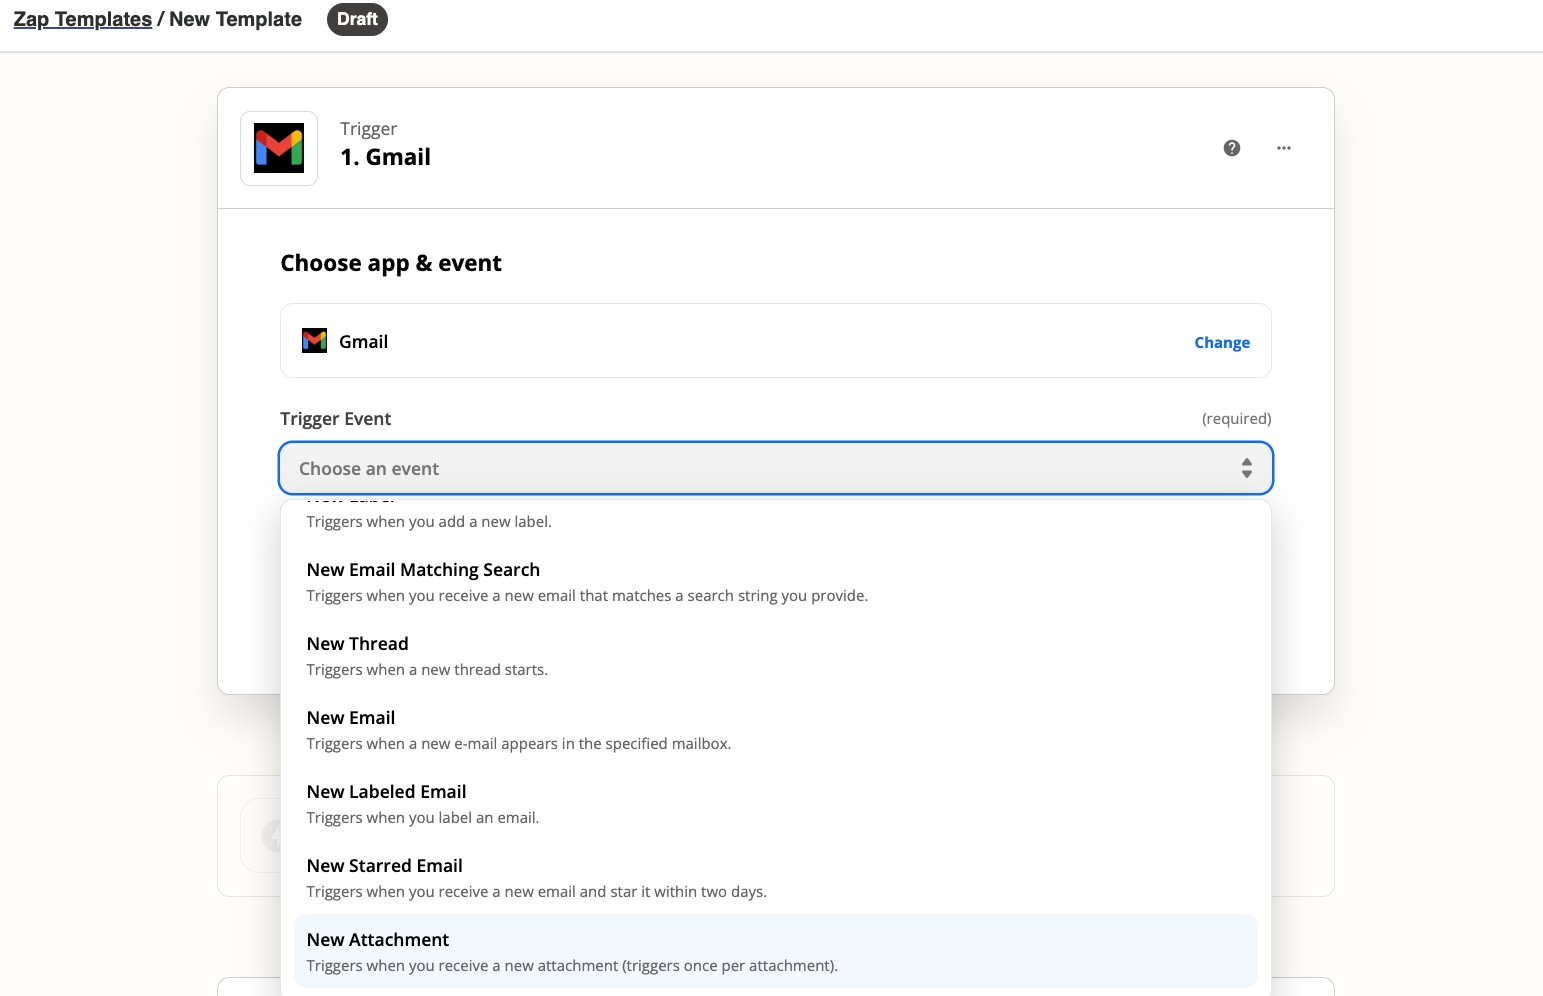 Zap Templates / New Template Draft
Trigger
1. Gmail
Choose app & event
Gmail
Change
Trigger Event
(required)
Choose an event
New Label
Triggers when you add a new label.
New Email Matching Search
Triggers when you receive a new email that matches a search string you provide.
New Thread
Triggers when a new thread starts.
New Email
Triggers when a new e-mail appears in the specified mailbox.
New Labeled Email
Triggers when you label an email.
New Starred Email
Triggers when you receive a new email and star it within two days.
New Attachment
Triggers when you receive a new attachment (triggers once per attachment).